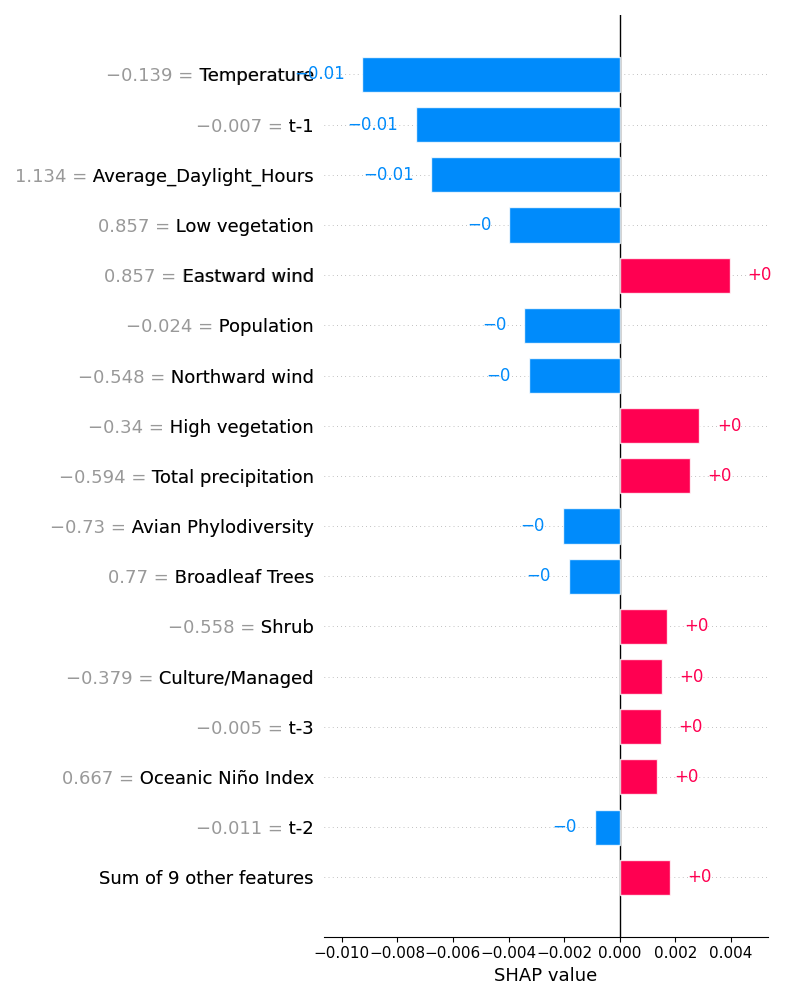 −0.139 = Temperature −0.01
−0.007 = t-1 −0.01
1.134 = Average_Daylight_Hours −0.01
0.857 = Low vegetation −0
0.857 = Eastward wind +0
−0.024 = Population −0
−0.548 = Northward wind −0
−0.34 = High vegetation +0
−0.594 = Total precipitation +0
−0.73 = Avian Phylodiversity −0
0.77 = Broadleaf Trees −0
−0.558 = Shrub +0
−0.379 = Culture/Managed +0
−0.005 = t-3 +0
0.667 = Oceanic Niño Index +0
−0.011 = t-2 −0
Sum of 9 other features +0
−0.010 −0.008 −0.006 −0.004 −0.002 0.000 0.002 0.004
SHAP value